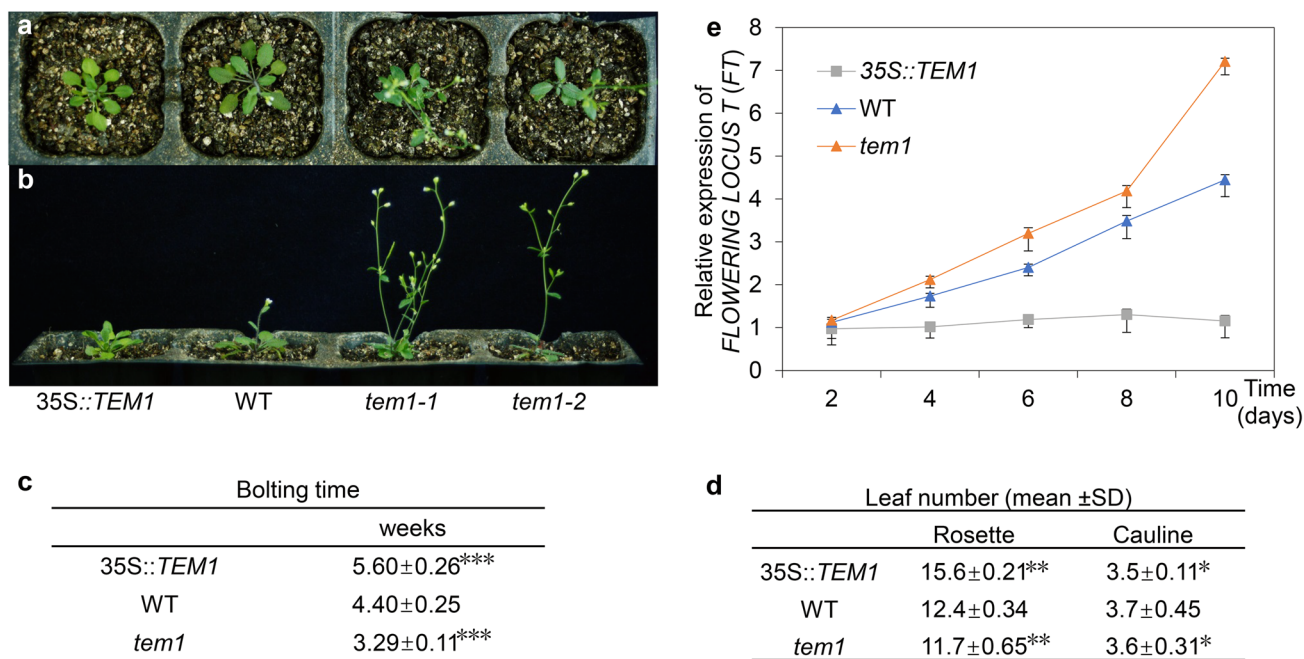 a
b
35S::TEM1 WT tem1-1 tem1-2
c
Bolting time
weeks
35S::TEM1 5.60±0.26***
WT 4.40±0.25
tem1 3.29±0.11***
e
Relative expression of
FLOWERING LOCUS T (FT)
8
7
6
5
4
3
2
1
0
35S::TEM1
WT
tem1
2 4 6 8 10 Time
(days)
d
Leaf number (mean ±SD)
Rosette Cauline
35S::TEM1 15.6±0.21** 3.5±0.11*
WT 12.4±0.34 3.7±0.45
tem1 11.7±0.65** 3.6±0.31*